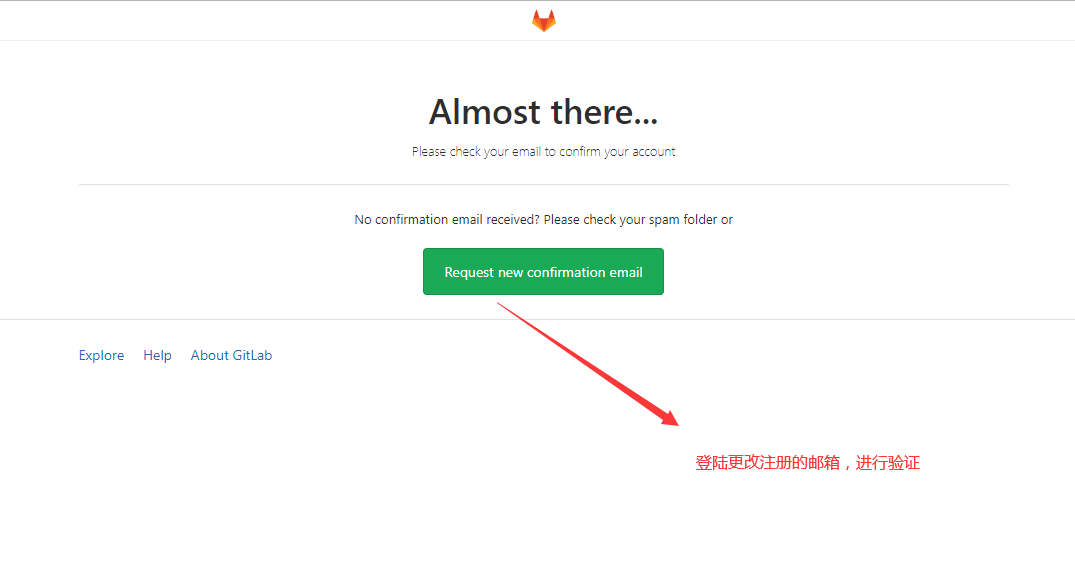 Almost there...
Please check your email to confirm your account
No confirmation email received? Please check your spam folder or
Request new confirmation email
Explore Help About GitLab
登陆更改注册的邮箱，进行验证